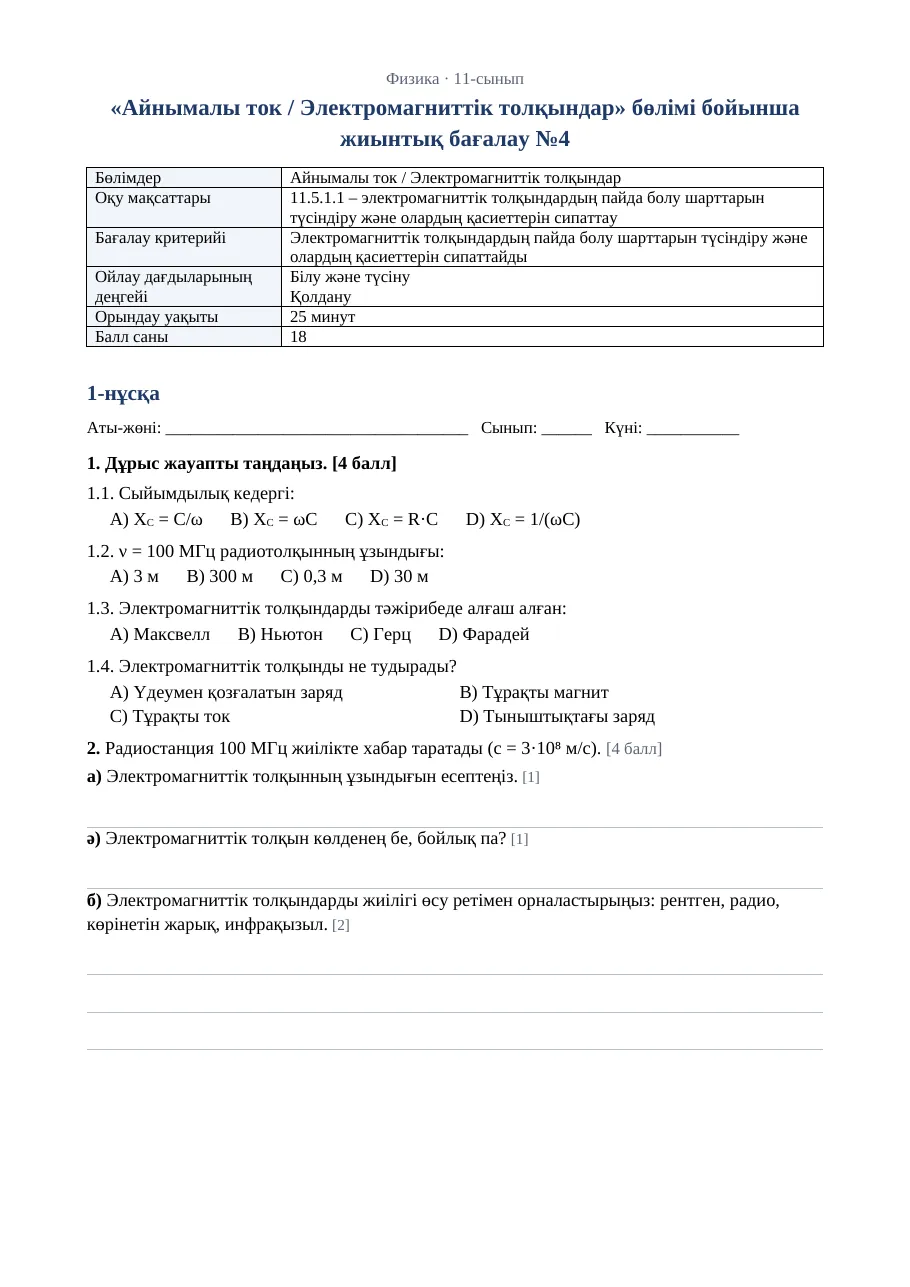 Физика · 11-сынып
«Айнымалы ток / Электромагниттік толқындар» бөлімі бойынша
жиынтық бағалау №4
Бөлімдер Айнымалы ток / Электромагниттік толқындар
Оқу мақсаттары 11.5.1.1 – электромагниттік толқындардың пайда болу шарттарын
түсіндіру және олардың қасиеттерін сипаттау
Бағалау критерийі Электромагниттік толқындардың пайда болу шарттарын түсіндіру және
олардың қасиеттерін сипаттайды
Ойлау дағдыларының Білу және түсіну
деңгейі Қолдану
Орындау уақыты 25 минут
Балл саны 18
1-нұсқа
Аты-жөні: ____________________________________ Сынып: ______ Күні: ___________
1. Дұрыс жауапты таңдаңыз. [4 балл]
1.1. Сыйымдылық кедергі:
A) X_C = C/ω B) X_C = ωC C) X_C = R·C D) X_C = 1/(ωC)
1.2. ν = 100 МГц радиотолқынның ұзындығы:
A) 3 м B) 300 м C) 0,3 м D) 30 м
1.3. Электромагниттік толқындарды тәжірибеде алғаш алған:
A) Максвелл B) Ньютон C) Герц D) Фарадей
1.4. Электромагниттік толқынды не тудырады?
A) Үдеумен қозғалатын заряд B) Тұрақты магнит
C) Тұрақты ток D) Тыныштықтағы заряд
2. Радиостанция 100 МГц жиілікте хабар таратады (c = 3·10⁸ м/с). [4 балл]
а) Электромагниттік толқынның ұзындығын есептеңіз. [1]
ә) Электромагниттік толқын көлденең бе, бойлық па? [1]
б) Электромагниттік толқындарды жиілігі өсу ретімен орналастырыңыз: рентген, радио,
көрінетін жарық, инфрақызыл. [2]